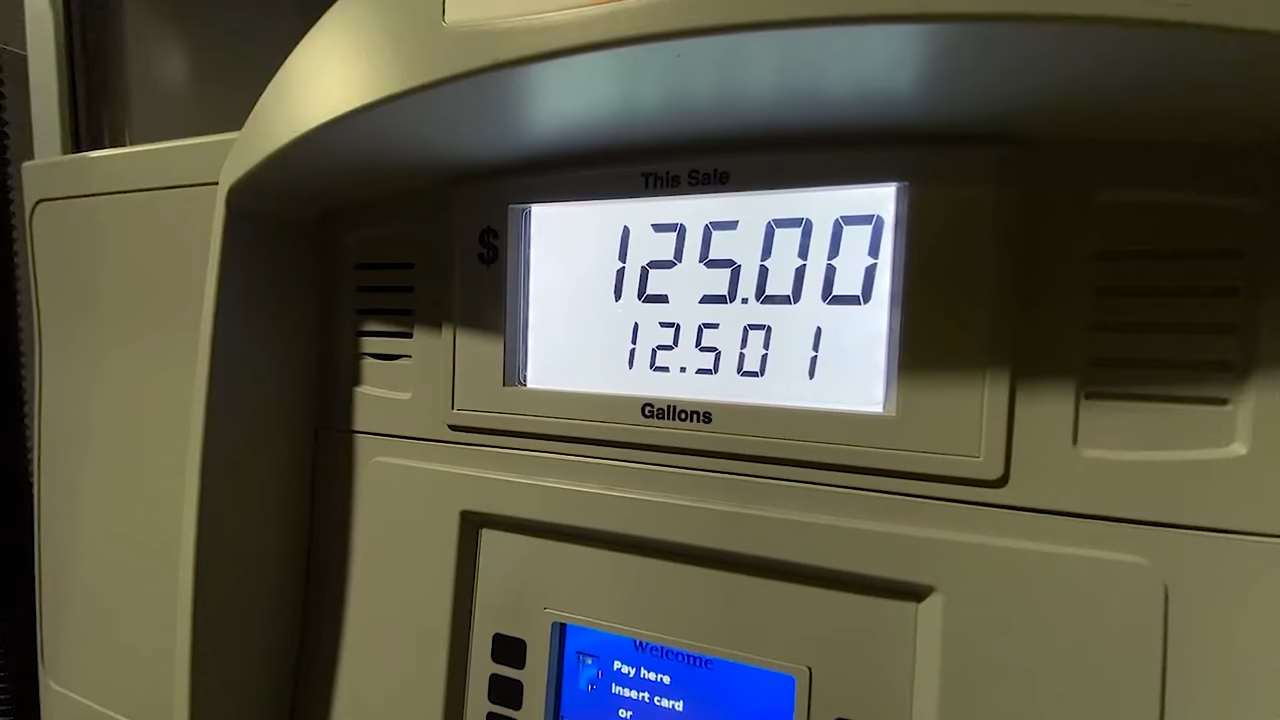 This Sale
$ 125.00
12.501
Gallons
Welcome
Pay here
Insert card
or